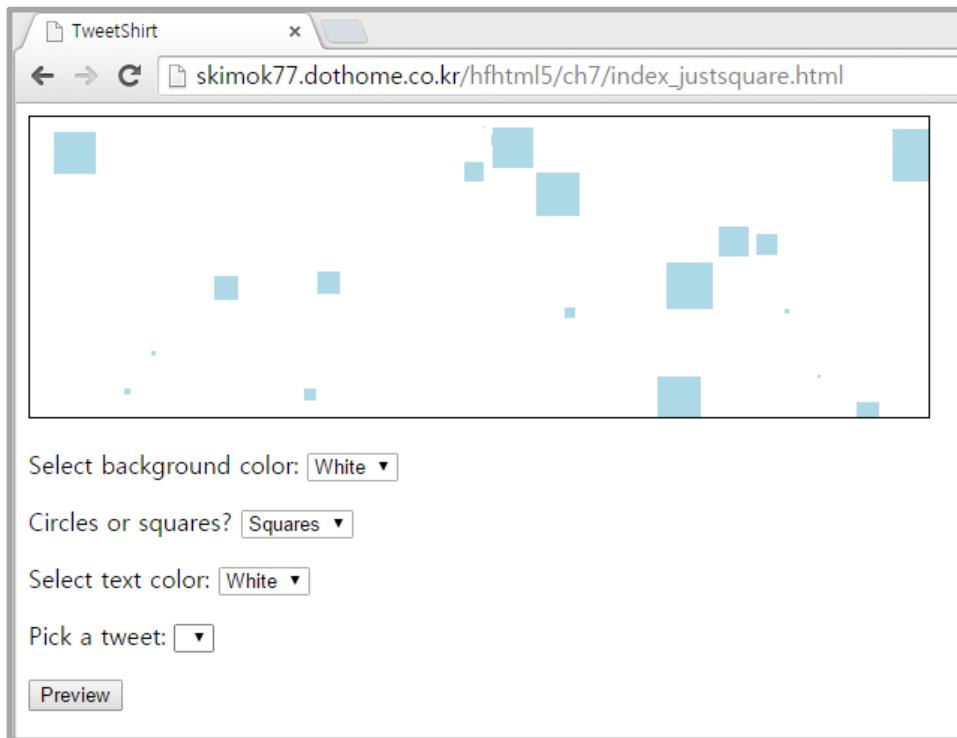 TweetShirt
skimok77.dothome.co.kr/hfhtml5/ch7/index_justsquare.html
Select background color: White
Circles or squares? Squares
Select text color: White
Pick a tweet:
Preview